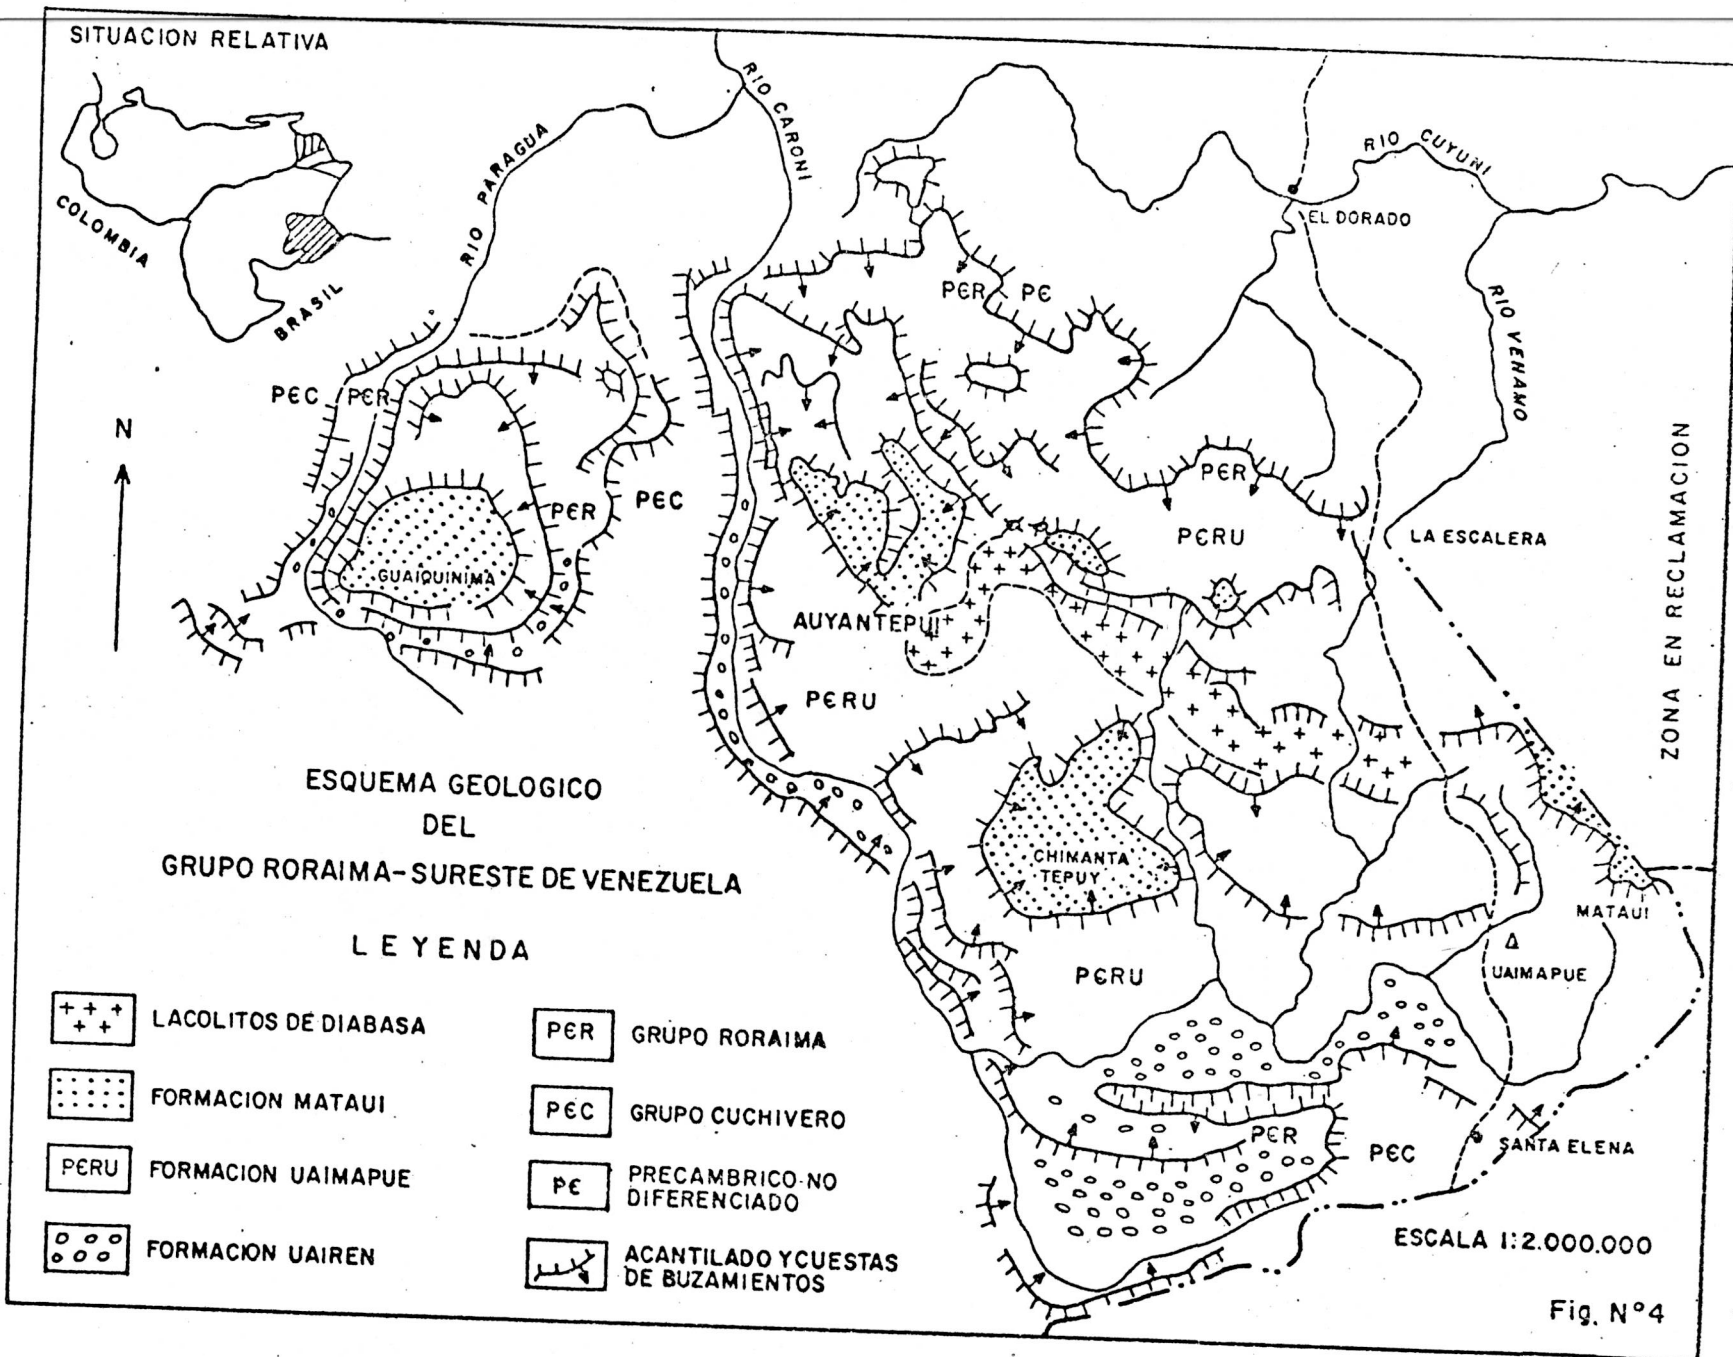 SITUACION RELATIVA
COLOMBIA
BRASIL
RIO PARAGUA
RIO CARONI
RIO CUYUNI
EL DORADO
RIO VENAMO
ZONA EN RECLAMACION
PЄR PЄ
PЄC PЄR
N
PЄR
PЄC
PЄR
PЄRU
LA ESCALERA
GUAIQUINIMA
AUYANTEPUI
PЄRU
CHIMANTA
TEPUY
MATAUI
UAIMAPUE
PЄRU
PЄR
PЄC
SANTA ELENA
ESQUEMA GEOLOGICO
DEL
GRUPO RORAIMA-SURESTE DE VENEZUELA
LEYENDA
LACOLITOS DE DIABASA
FORMACION MATAUI
PЄRU FORMACION UAIMAPUE
FORMACION UAIREN
PЄR GRUPO RORAIMA
PЄC GRUPO CUCHIVERO
PЄ PRECAMBRICO-NO
DIFERENCIADO
ACANTILADO Y CUESTAS
DE BUZAMIENTOS
ESCALA 1:2.000.000
Fig. N°4